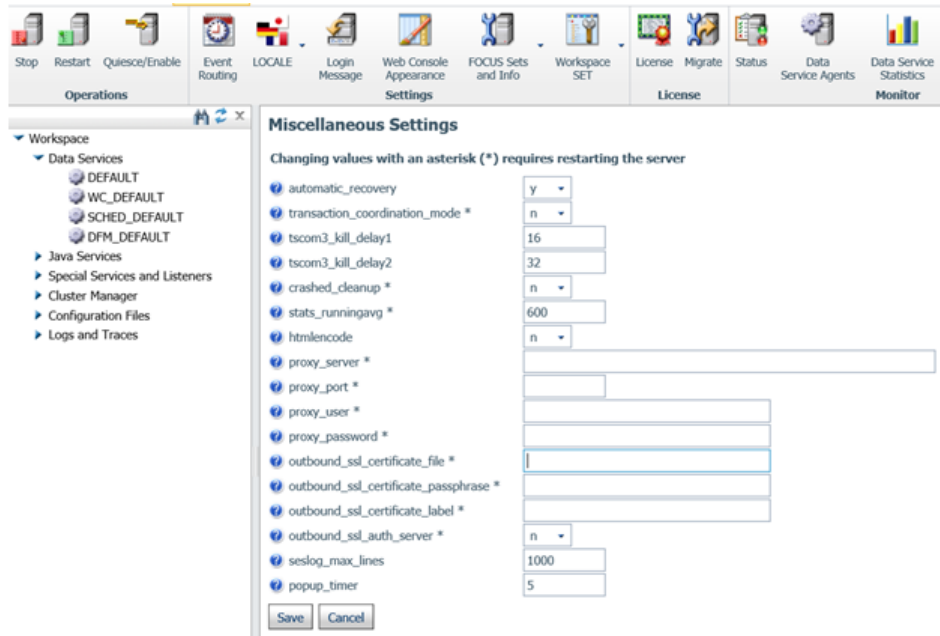 Stop Restart Quiesce/Enable Event Routing LOCALE Login Message Web Console Appearance FOCUS Sets and Info Workspace SET License Migrate Status Data Service Agents Data Service Statistics
Operations Settings License Monitor
Workspace
Data Services
DEFAULT
WC_DEFAULT
SCHED_DEFAULT
DFM_DEFAULT
Java Services
Special Services and Listeners
Cluster Manager
Configuration Files
Logs and Traces
Miscellaneous Settings
Changing values with an asterisk (*) requires restarting the server
automatic_recovery y
transaction_coordination_mode * n
tscom3_kill_delay1 16
tscom3_kill_delay2 32
crashed_cleanup * n
stats_runningavg * 600
htmlencode n
proxy_server *
proxy_port *
proxy_user *
proxy_password *
outbound_ssl_certificate_file *
outbound_ssl_certificate_passphrase *
outbound_ssl_certificate_label *
outbound_ssl_auth_server * n
seslog_max_lines 1000
popup_timer 5
Save Cancel